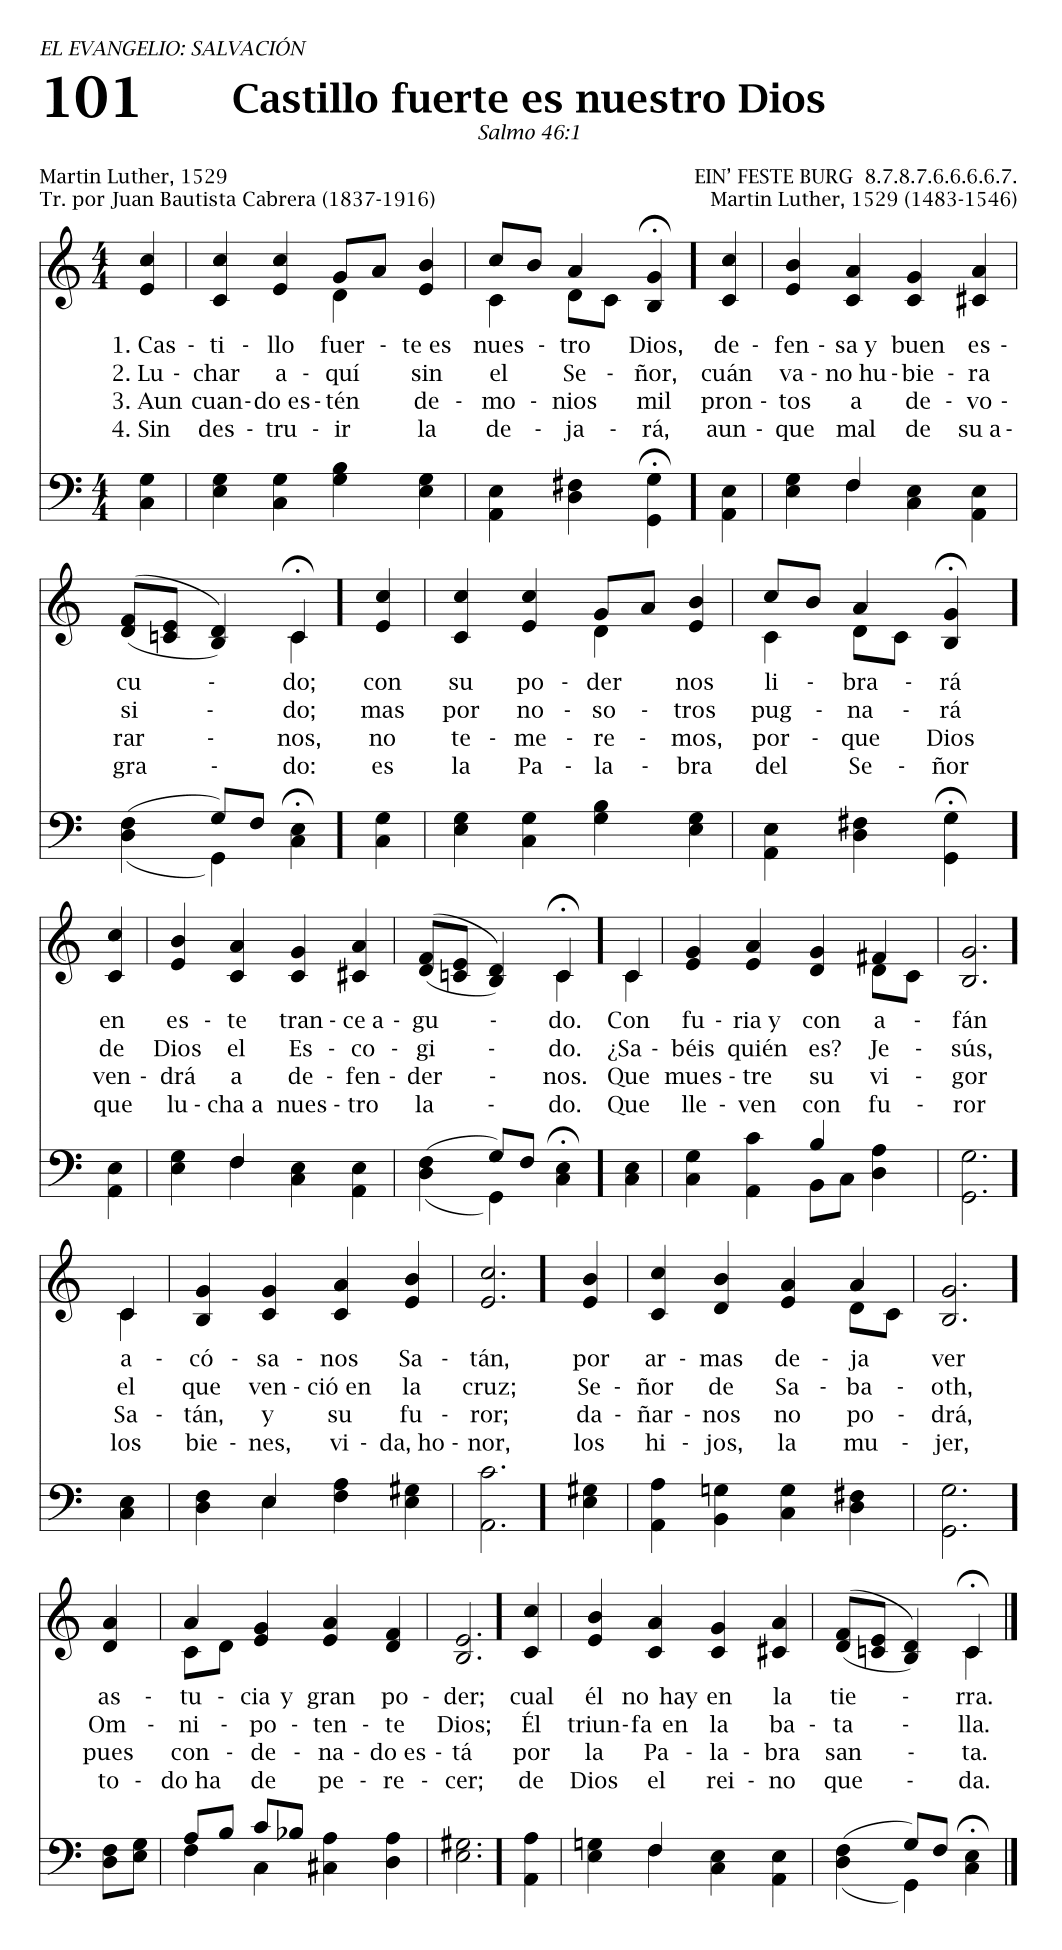 EL EVANGELIO: SALVACIÓN
101 Castillo fuerte es nuestro Dios
Salmo 46:1
Martin Luther, 1529 EIN' FESTE BURG 8.7.8.7.6.6.6.6.7.
Tr. por Juan Bautista Cabrera (1837-1916) Martin Luther, 1529 (1483-1546)
4 4
1. Cas - ti - llo fuer - te es nues - tro Dios, de - fen - sa y buen es -
2. Lu - char a - quí sin el Se - ñor, cuán va - no hu - bie - ra
3. Aun cuan - do es - tén de - mo - nios mil pron - tos a de - vo -
4. Sin des - tru - ir la de - ja - rá, aun - que mal de su a -
4 4
cu - do; con su po - der nos li - bra - rá
si - do; mas por no - so - tros pug - na - rá
rar - nos, no te - me - re - mos, por - que Dios
gra - do: es la Pa - la - bra del Se - ñor
en es - te tran - ce a - gu - do. Con fu - ria y con a - fán
de Dios el Es - co - gi - do. ¿Sa - béis quién es? Je - sús,
ven - drá a de - fen - der - nos. Que mues - tre su vi - gor
que lu - cha a nues - tro la - do. Que lle - ven con fu - ror
a - có - sa - nos Sa - tán, por ar - mas de - ja ver
el que ven - ció en la cruz; Se - ñor de Sa - ba - oth,
Sa - tán, y su fu - ror; da - ñar - nos no po - drá,
los bie - nes, vi - da, ho - nor, los hi - jos, la mu - jer,
as - tu - cia y gran po - der; cual él no hay en la tie - rra.
Om - ni - po - ten - te Dios; Él triun - fa en la ba - ta - lla.
pues con - de - na - do es - tá por la Pa - la - bra san - ta.
to - do ha de pe - re - cer; de Dios el rei - no que - da.